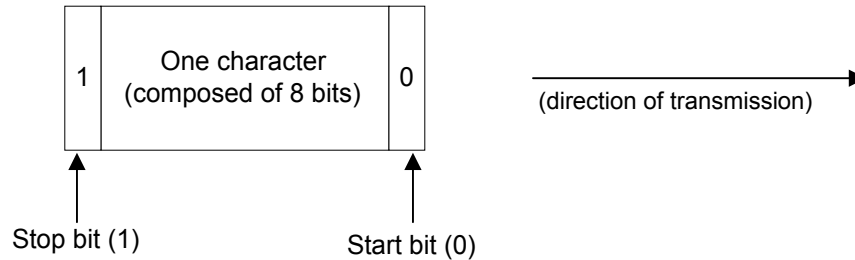 1
One character
(composed of 8 bits)
0
(direction of transmission)
Stop bit (1)
Start bit (0)